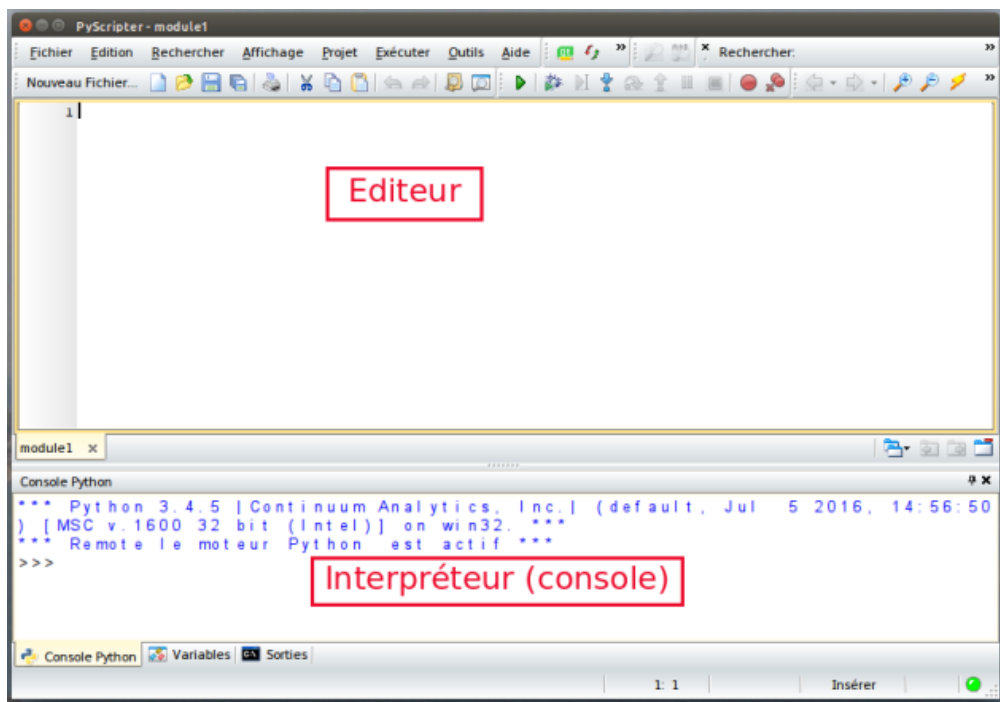 PyScripter - module1
Fichier Edition Rechercher Affichage Projet Exécuter Outils Aide » Rechercher: »
Nouveau Fichier... »
1
Editeur
module1
Console Python
*** Python 3.4.5 |Continuum Analytics, Inc.| (default, Jul 5 2016, 14:56:50
) [MSC v.1600 32 bit (Intel)] on win32. ***
*** Remote le moteur Python est actif ***
>>>
Interpréteur (console)
Console Python Variables Sorties
1: 1 Insérer